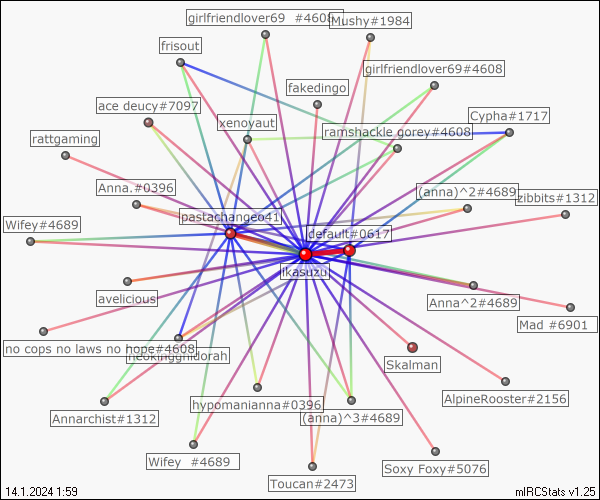 girlfriendlover69 #4608
Mushy#1984
frisout
girlfriendlover69#4608
fakedingo
ace deucy#7097
Cypha#1717
xenoyaut
ramshackle gorey#4608
rattgaming
Anna.#0396
(anna)^2#4689
zibbits#1312
pastachangeo41
Wifey#4689
default#0617
ikasuzu
avelicious
Anna^2#4689
Mad #6901
no cops no laws no hope#4608
neokingghidorah
Skalman
AlpineRooster#2156
hypomanianna#0396
Annarchist#1312
(anna)^3#4689
Wifey #4689
Soxy Foxy#5076
Toucan#2473
14.1.2024 1:59
mIRCStats v1.25